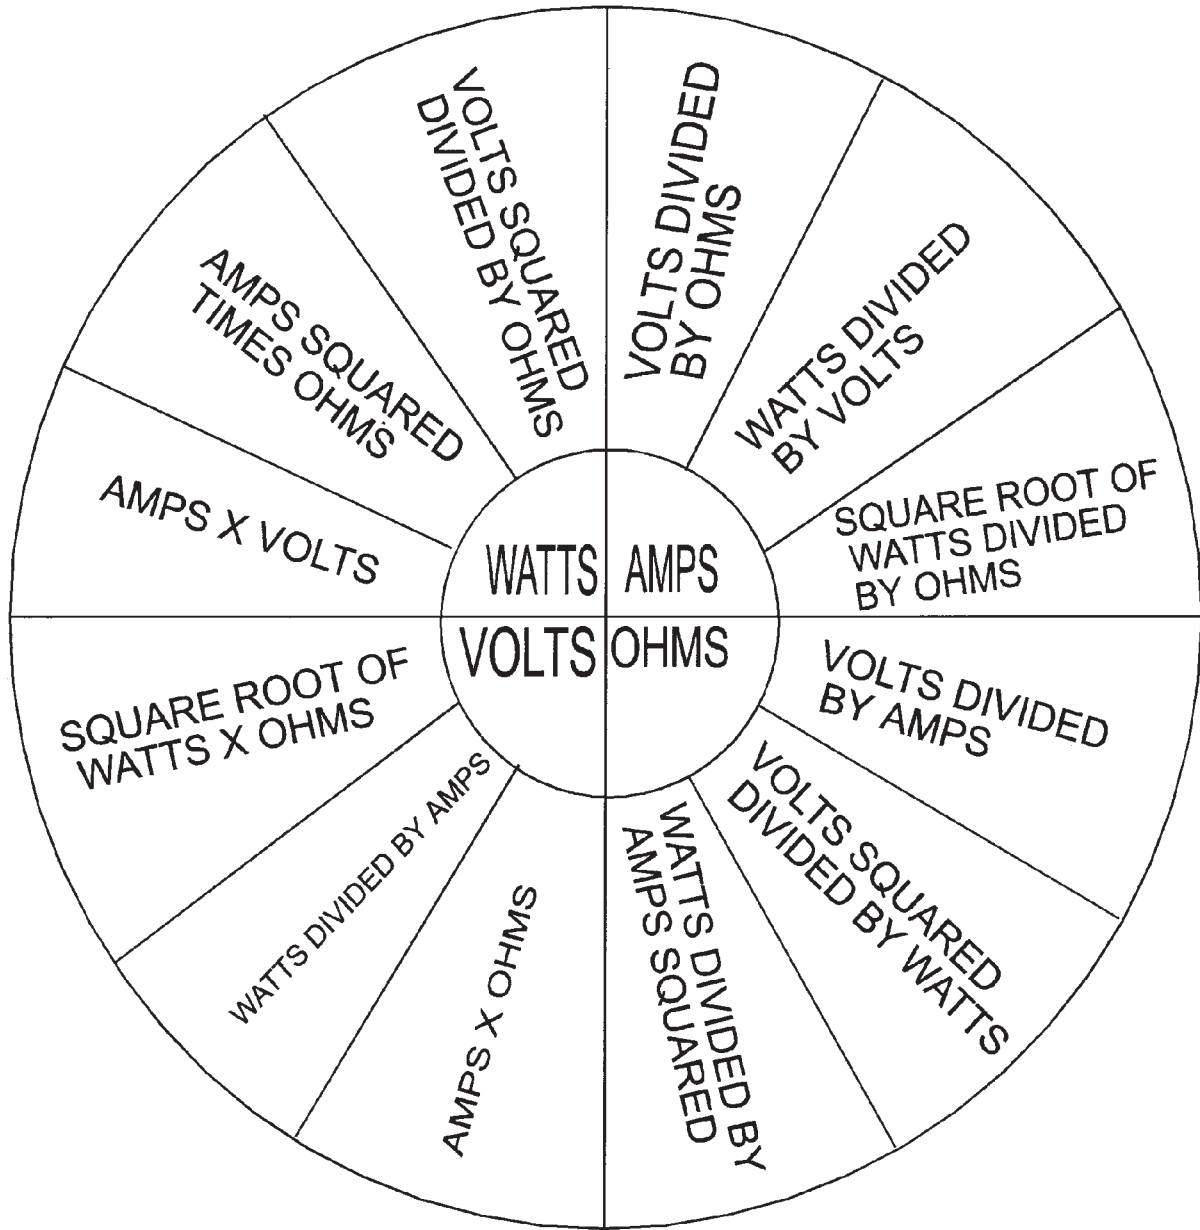 VOLTS SQUARED
DIVIDED BY OHMS
VOLTS DIVIDED
BY OHMS
WATTS DIVIDED
BY VOLTS
SQUARE ROOT OF
WATTS DIVIDED
BY OHMS
AMPS SQUARED
TIMES OHMS
AMPS X VOLTS
WATTS
AMPS
VOLTS
OHMS
VOLTS DIVIDED
BY AMPS
VOLTS SQUARED
DIVIDED BY WATTS
WATTS DIVIDED BY
AMPS SQUARED
AMPS X OHMS
WATTS DIVIDED BY AMPS
SQUARE ROOT OF
WATTS X OHMS